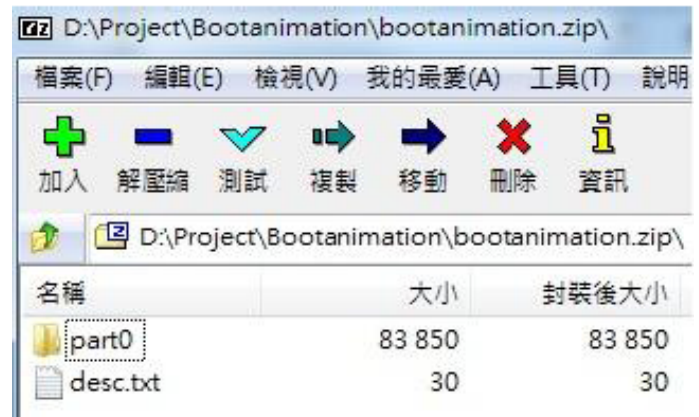 D:\Project\Bootanimation\bootanimation.zip\
檔案(F) 編輯(E) 檢視(V) 我的最愛(A) 工具(T) 說明
加入 解壓縮 測試 複製 移動 刪除 資訊
D:\Project\Bootanimation\bootanimation.zip\
名稱 大小 封裝後大小
part0 83 850 83 850
desc.txt 30 30